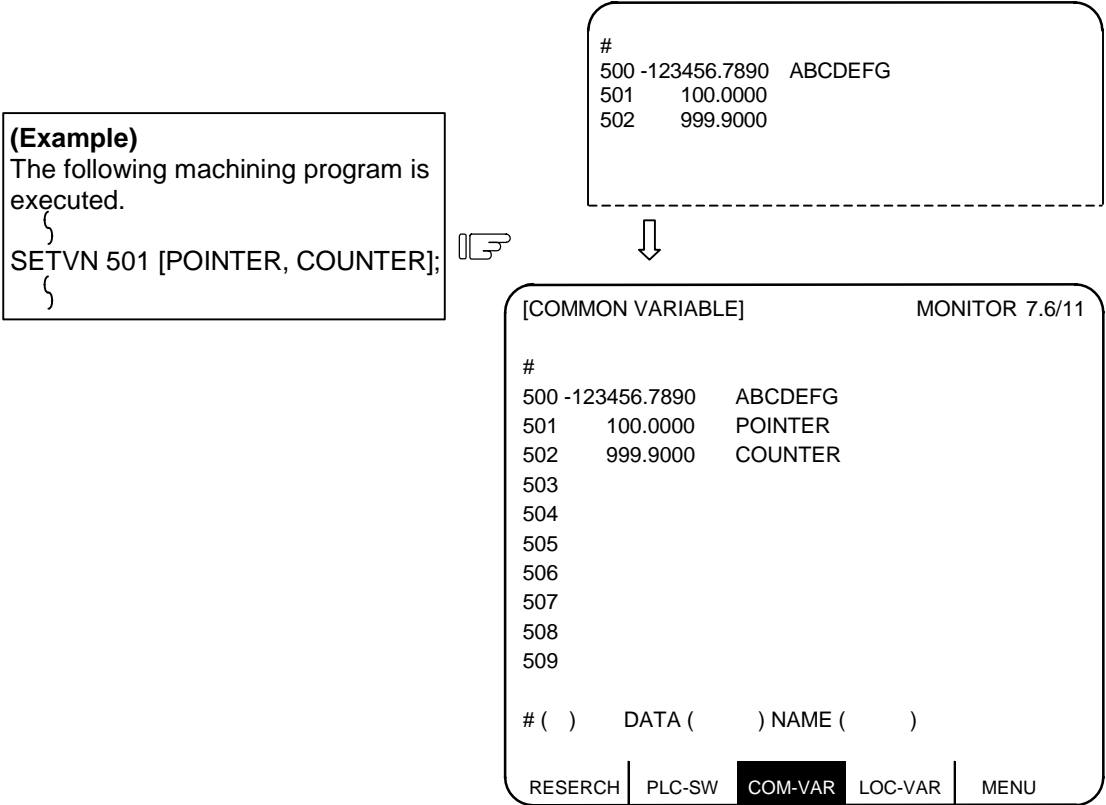 (Example)
The following machining program is
executed.
SETVN 501 [POINTER, COUNTER];
#
500 -123456.7890 ABCDEFG
501 100.0000
502 999.9000
[COMMON VARIABLE] MONITOR 7.6/11
#
500 -123456.7890 ABCDEFG
501 100.0000 POINTER
502 999.9000 COUNTER
503
504
505
506
507
508
509
# ( ) DATA ( ) NAME ( )
RESERCH PLC-SW COM-VAR LOC-VAR MENU